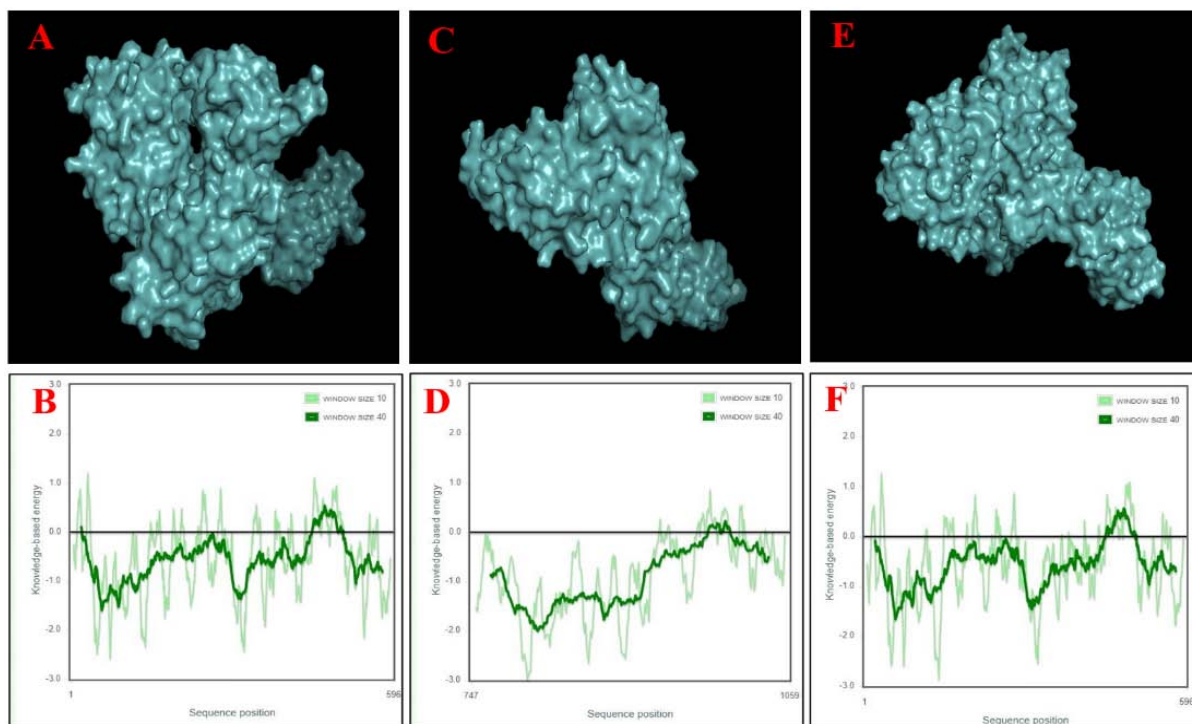 A
C
E
B
3.0
WINDOW SIZE 10
WINDOW SIZE 40
2.0
1.0
0.0
-1.0
-2.0
-3.0
Knowledge-based energy
1
596
Sequence position
D
3.0
WINDOW SIZE 10
WINDOW SIZE 40
2.0
1.0
0.0
-1.0
-2.0
-3.0
Knowledge-based energy
747
1059
Sequence position
F
3.0
WINDOW SIZE 10
WINDOW SIZE 40
2.0
1.0
0.0
-1.0
-2.0
-3.0
Knowledge-based energy
1
596
Sequence position